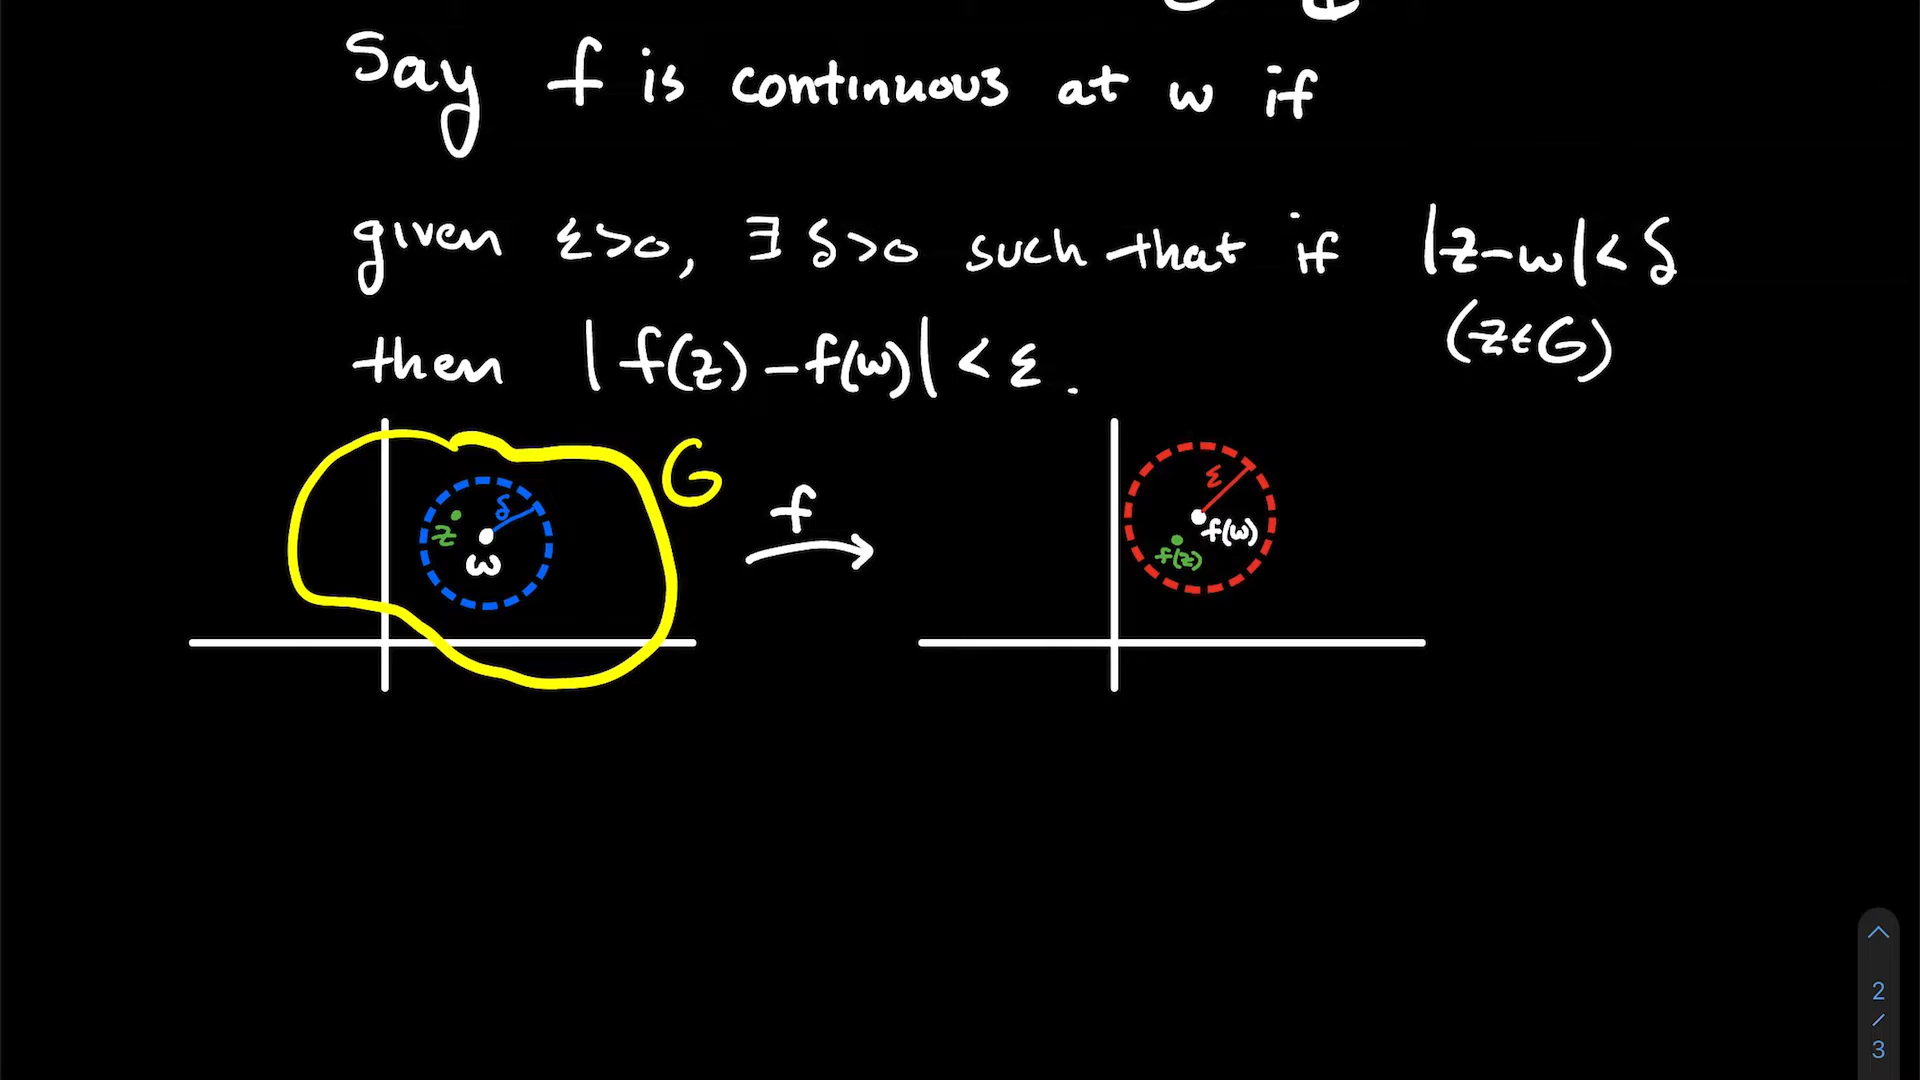 Say f is continuous at w if
given ε>0, ∃ δ>0 such that if |z-w|<δ
(z∈G)
then |f(z)-f(w)|<ε.
G
δ
z
w
f
ε
f(w)
f(z)
2
/
3